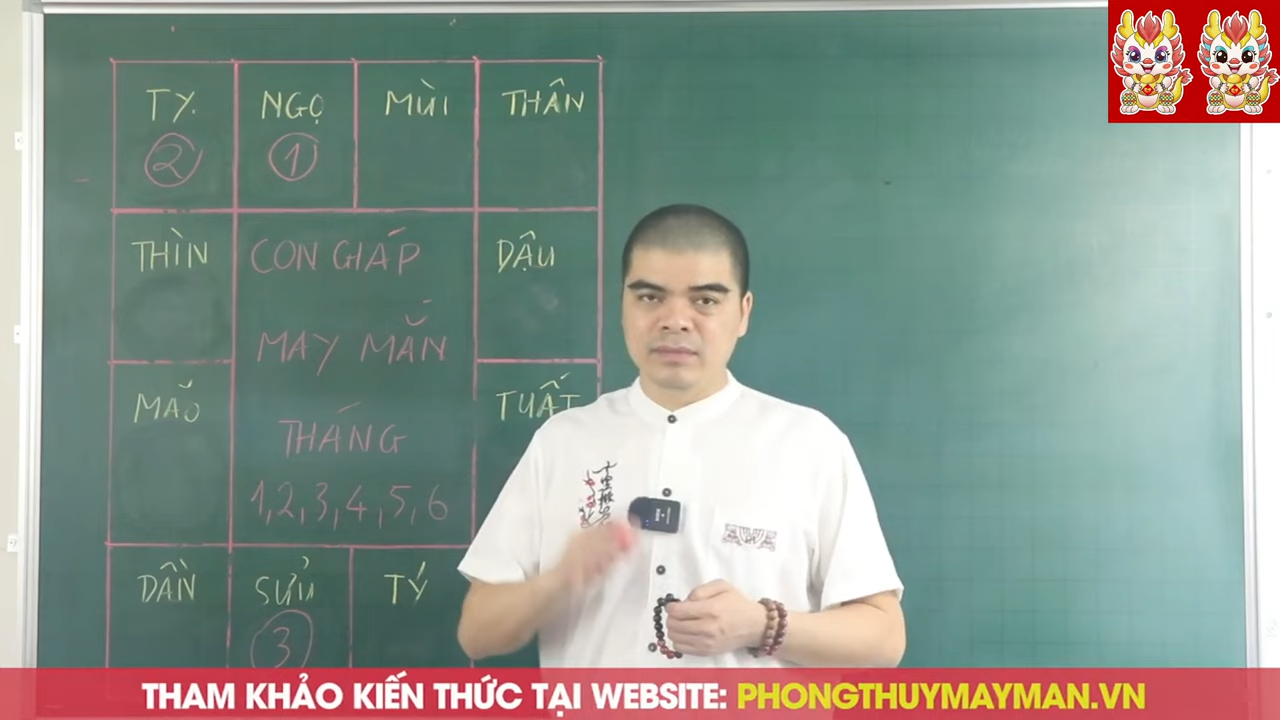 TỴ
NGỌ
MÙI
THÂN
2
1
THÌN
CON GIÁP
DẬU
MAY MẮN
MÃO
THÁNG
TUẤT
1,2,3,4,5,6
DẦN
SỬU
TÝ
3
THAM KHẢO KIẾN THỨC TẠI WEBSITE: PHONGTHUYMAYMAN.VN